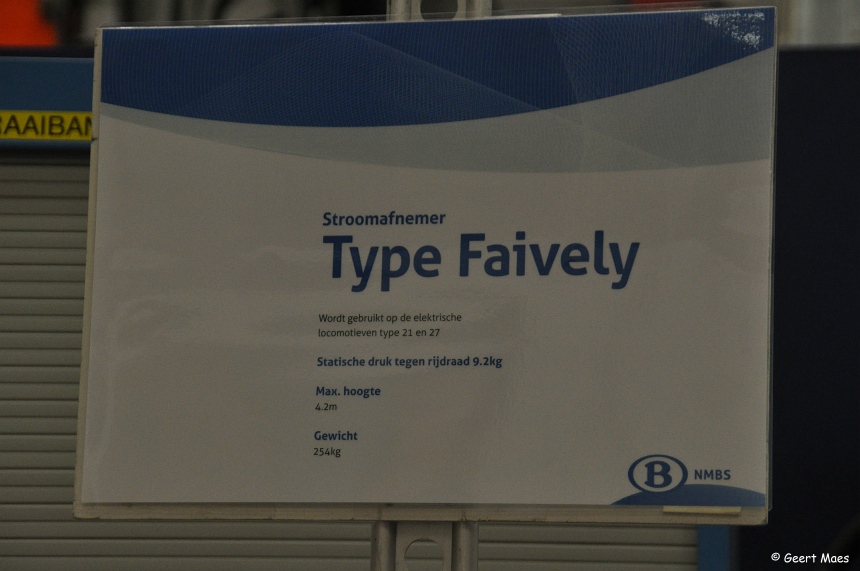 RAAIBAN
Stroomafnemer
Type Faively
Wordt gebruikt op de elektrische
locomotieven type 21 en 27
Statische druk tegen rijdraad 9.2kg
Max. hoogte
4.2m
Gewicht
254kg
B NMBS
© Geert Maes